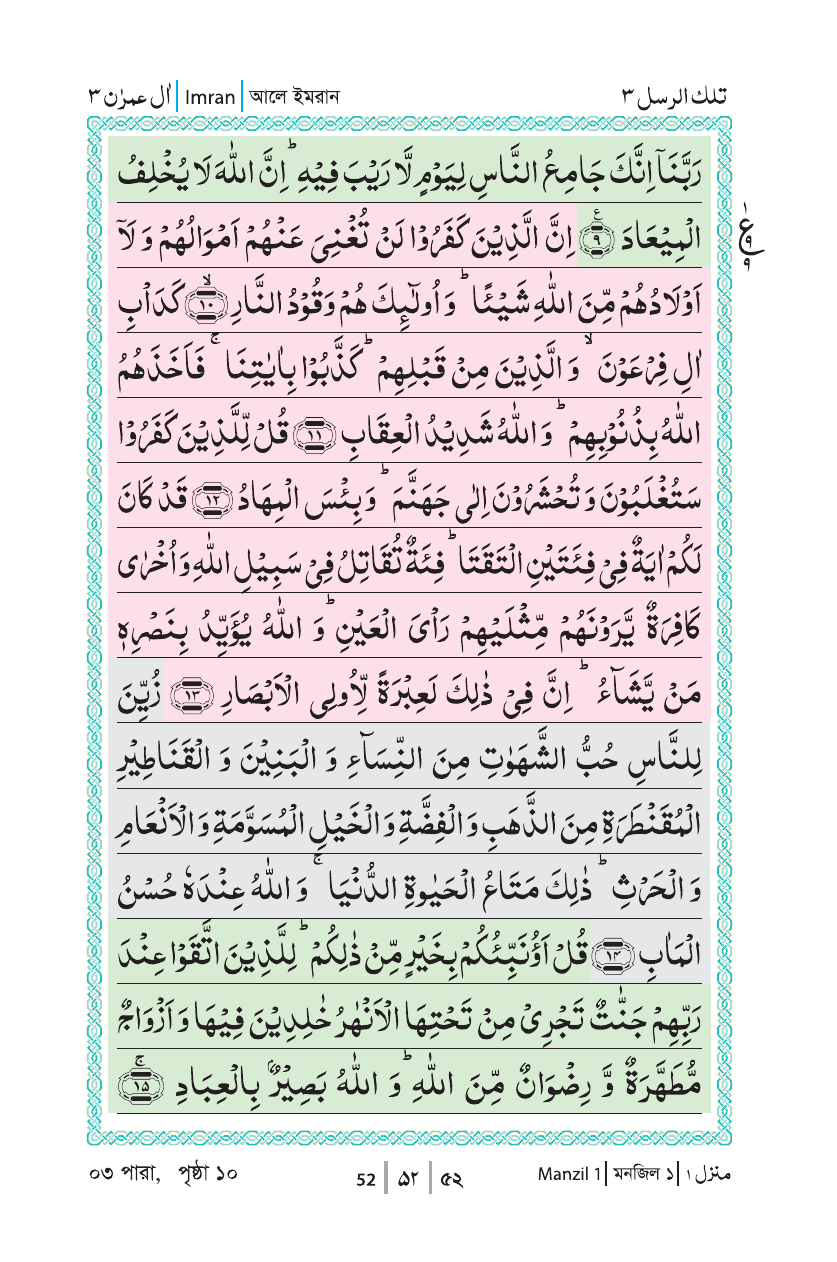 اٰل عمرٰن ٣ | Imran | আলে ইমরান
تلك الرسل ٣
رَبَّنَاۤ اِنَّكَ جَامِعُ النَّاسِ لِيَوْمٍ لَّا رَيْبَ فِيْهِ ؕ اِنَّ اللّٰهَ لَا يُخْلِفُ
الْمِيْعَادَ ﴿٩﴾ اِنَّ الَّذِيْنَ كَفَرُوْا لَنْ تُغْنِىَ عَنْهُمْ اَمْوَالُهُمْ وَ لَاۤ
اَوْلَادُهُمْ مِّنَ اللّٰهِ شَيْـًٔا ؕ وَ اُولٰٓئِكَ هُمْ وَقُوْدُ النَّارِ ﴿١٠﴾ۙ كَدَاْبِ
اٰلِ فِرْعَوْنَ ۙ وَ الَّذِيْنَ مِنْ قَبْلِهِمْ ؕ كَذَّبُوْا بِاٰيٰتِنَا ۚ فَاَخَذَهُمُ
اللّٰهُ بِذُنُوْبِهِمْ ؕ وَ اللّٰهُ شَدِيْدُ الْعِقَابِ ﴿١١﴾ قُلْ لِّلَّذِيْنَ كَفَرُوْا
سَتُغْلَبُوْنَ وَ تُحْشَرُوْنَ اِلٰى جَهَنَّمَ ؕ وَ بِئْسَ الْمِهَادُ ﴿١٢﴾ قَدْ كَانَ
لَكُمْ اٰيَةٌ فِىْ فِئَتَيْنِ الْتَقَتَا ؕ فِئَةٌ تُقَاتِلُ فِىْ سَبِيْلِ اللّٰهِ وَ اُخْرٰى
كَافِرَةٌ يَّرَوْنَهُمْ مِّثْلَيْهِمْ رَاْىَ الْعَيْنِ ؕ وَ اللّٰهُ يُؤَيِّدُ بِنَصْرِهٖ
مَنْ يَّشَآءُ ؕ اِنَّ فِىْ ذٰلِكَ لَعِبْرَةً لِّاُولِى الْاَبْصَارِ ﴿١٣﴾ زُيِّنَ
لِلنَّاسِ حُبُّ الشَّهَوٰتِ مِنَ النِّسَآءِ وَ الْبَنِيْنَ وَ الْقَنَاطِيْرِ
الْمُقَنْطَرَةِ مِنَ الذَّهَبِ وَ الْفِضَّةِ وَ الْخَيْلِ الْمُسَوَّمَةِ وَ الْاَنْعَامِ
وَ الْحَرْثِ ؕ ذٰلِكَ مَتَاعُ الْحَيٰوةِ الدُّنْيَا ۚ وَ اللّٰهُ عِنْدَهٗ حُسْنُ
الْمَاٰبِ ﴿١٤﴾ قُلْ اَؤُنَبِّئُكُمْ بِخَيْرٍ مِّنْ ذٰلِكُمْ ؕ لِلَّذِيْنَ اتَّقَوْا عِنْدَ
رَبِّهِمْ جَنّٰتٌ تَجْرِىْ مِنْ تَحْتِهَا الْاَنْهٰرُ خٰلِدِيْنَ فِيْهَا وَ اَزْوَاجٌ
مُّطَهَّرَةٌ وَّ رِضْوَانٌ مِّنَ اللّٰهِ ؕ وَ اللّٰهُ بَصِيْرٌۢ بِالْعِبَادِ ﴿١٥﴾ۚ
০৩ পারা, পৃষ্ঠা ১০
52 | ۵۲ | ৫২
Manzil 1 | মনজিল ১ | منزل ١